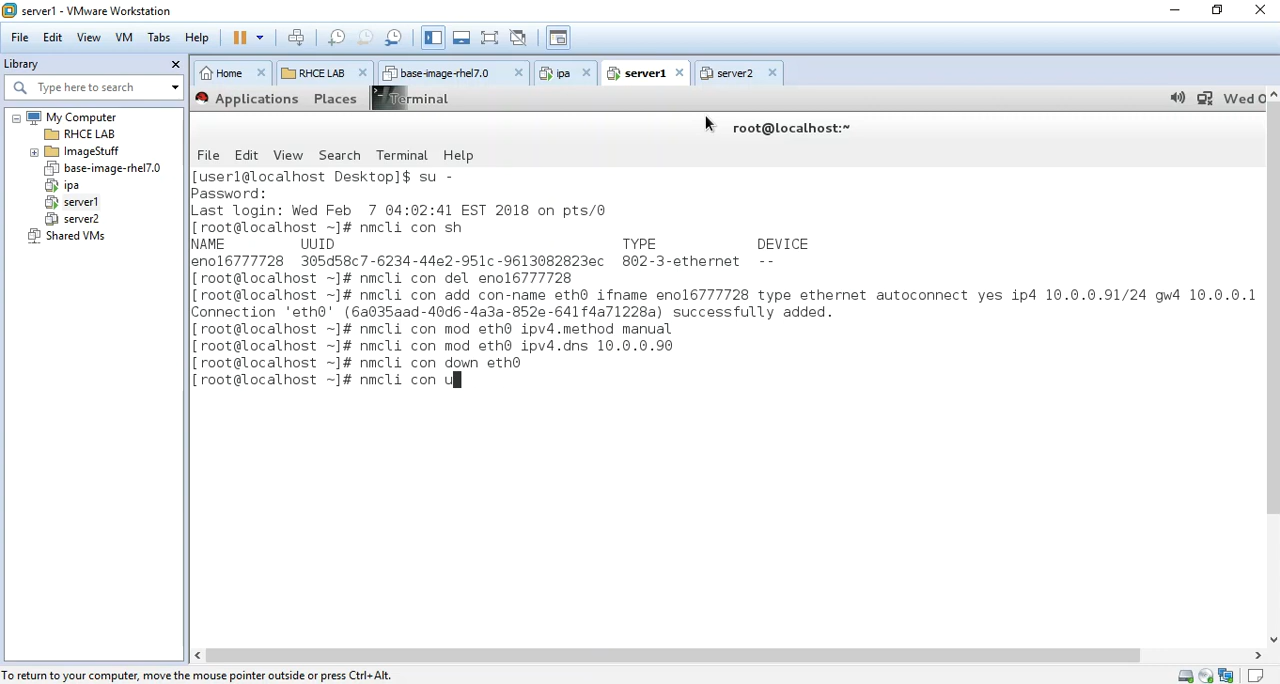 server1 - VMware Workstation
File Edit View VM Tabs Help
Library
Type here to search
My Computer
RHCE LAB
ImageStuff
base-image-rhel7.0
ipa
server1
server2
Shared VMs
Home RHCE LAB base-image-rhel7.0 ipa server1 server2
Applications Places Terminal Wed O
root@localhost:~
File Edit View Search Terminal Help
[user1@localhost Desktop]$ su -
Password:
Last login: Wed Feb  7 04:02:41 EST 2018 on pts/0
[root@localhost ~]# nmcli con sh
NAME UUID TYPE DEVICE
eno16777728 305d58c7-6234-44e2-951c-9613082823ec 802-3-ethernet --
[root@localhost ~]# nmcli con del eno16777728
[root@localhost ~]# nmcli con add con-name eth0 ifname eno16777728 type ethernet autoconnect yes ip4 10.0.0.91/24 gw4 10.0.0.1
Connection 'eth0' (6a035aad-40d6-4a3a-852e-641f4a71228a) successfully added.
[root@localhost ~]# nmcli con mod eth0 ipv4.method manual
[root@localhost ~]# nmcli con mod eth0 ipv4.dns 10.0.0.90
[root@localhost ~]# nmcli con down eth0
[root@localhost ~]# nmcli con u
To return to your computer, move the mouse pointer outside or press Ctrl+Alt.